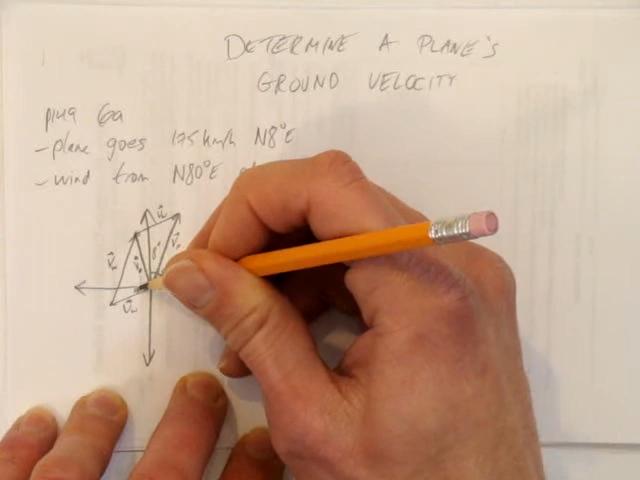 DETERMINE A PLANE'S
GROUND VELOCITY
p149 6a
-plane goes 175 km/h N8°E
-wind from N80°E